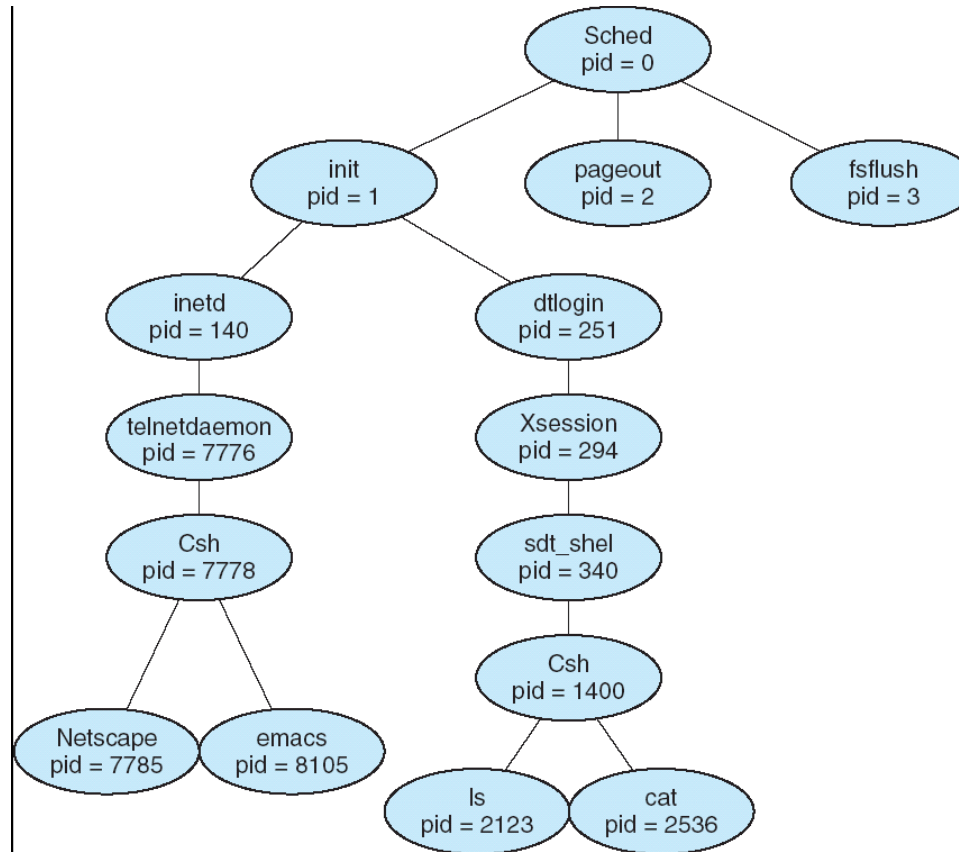 Sched
pid = 0
init
pid = 1
pageout
pid = 2
fsflush
pid = 3
inetd
pid = 140
dtlogin
pid = 251
telnetdaemon
pid = 7776
Xsession
pid = 294
Csh
pid = 7778
sdt_shel
pid = 340
Csh
pid = 1400
Netscape
pid = 7785
emacs
pid = 8105
ls
pid = 2123
cat
pid = 2536